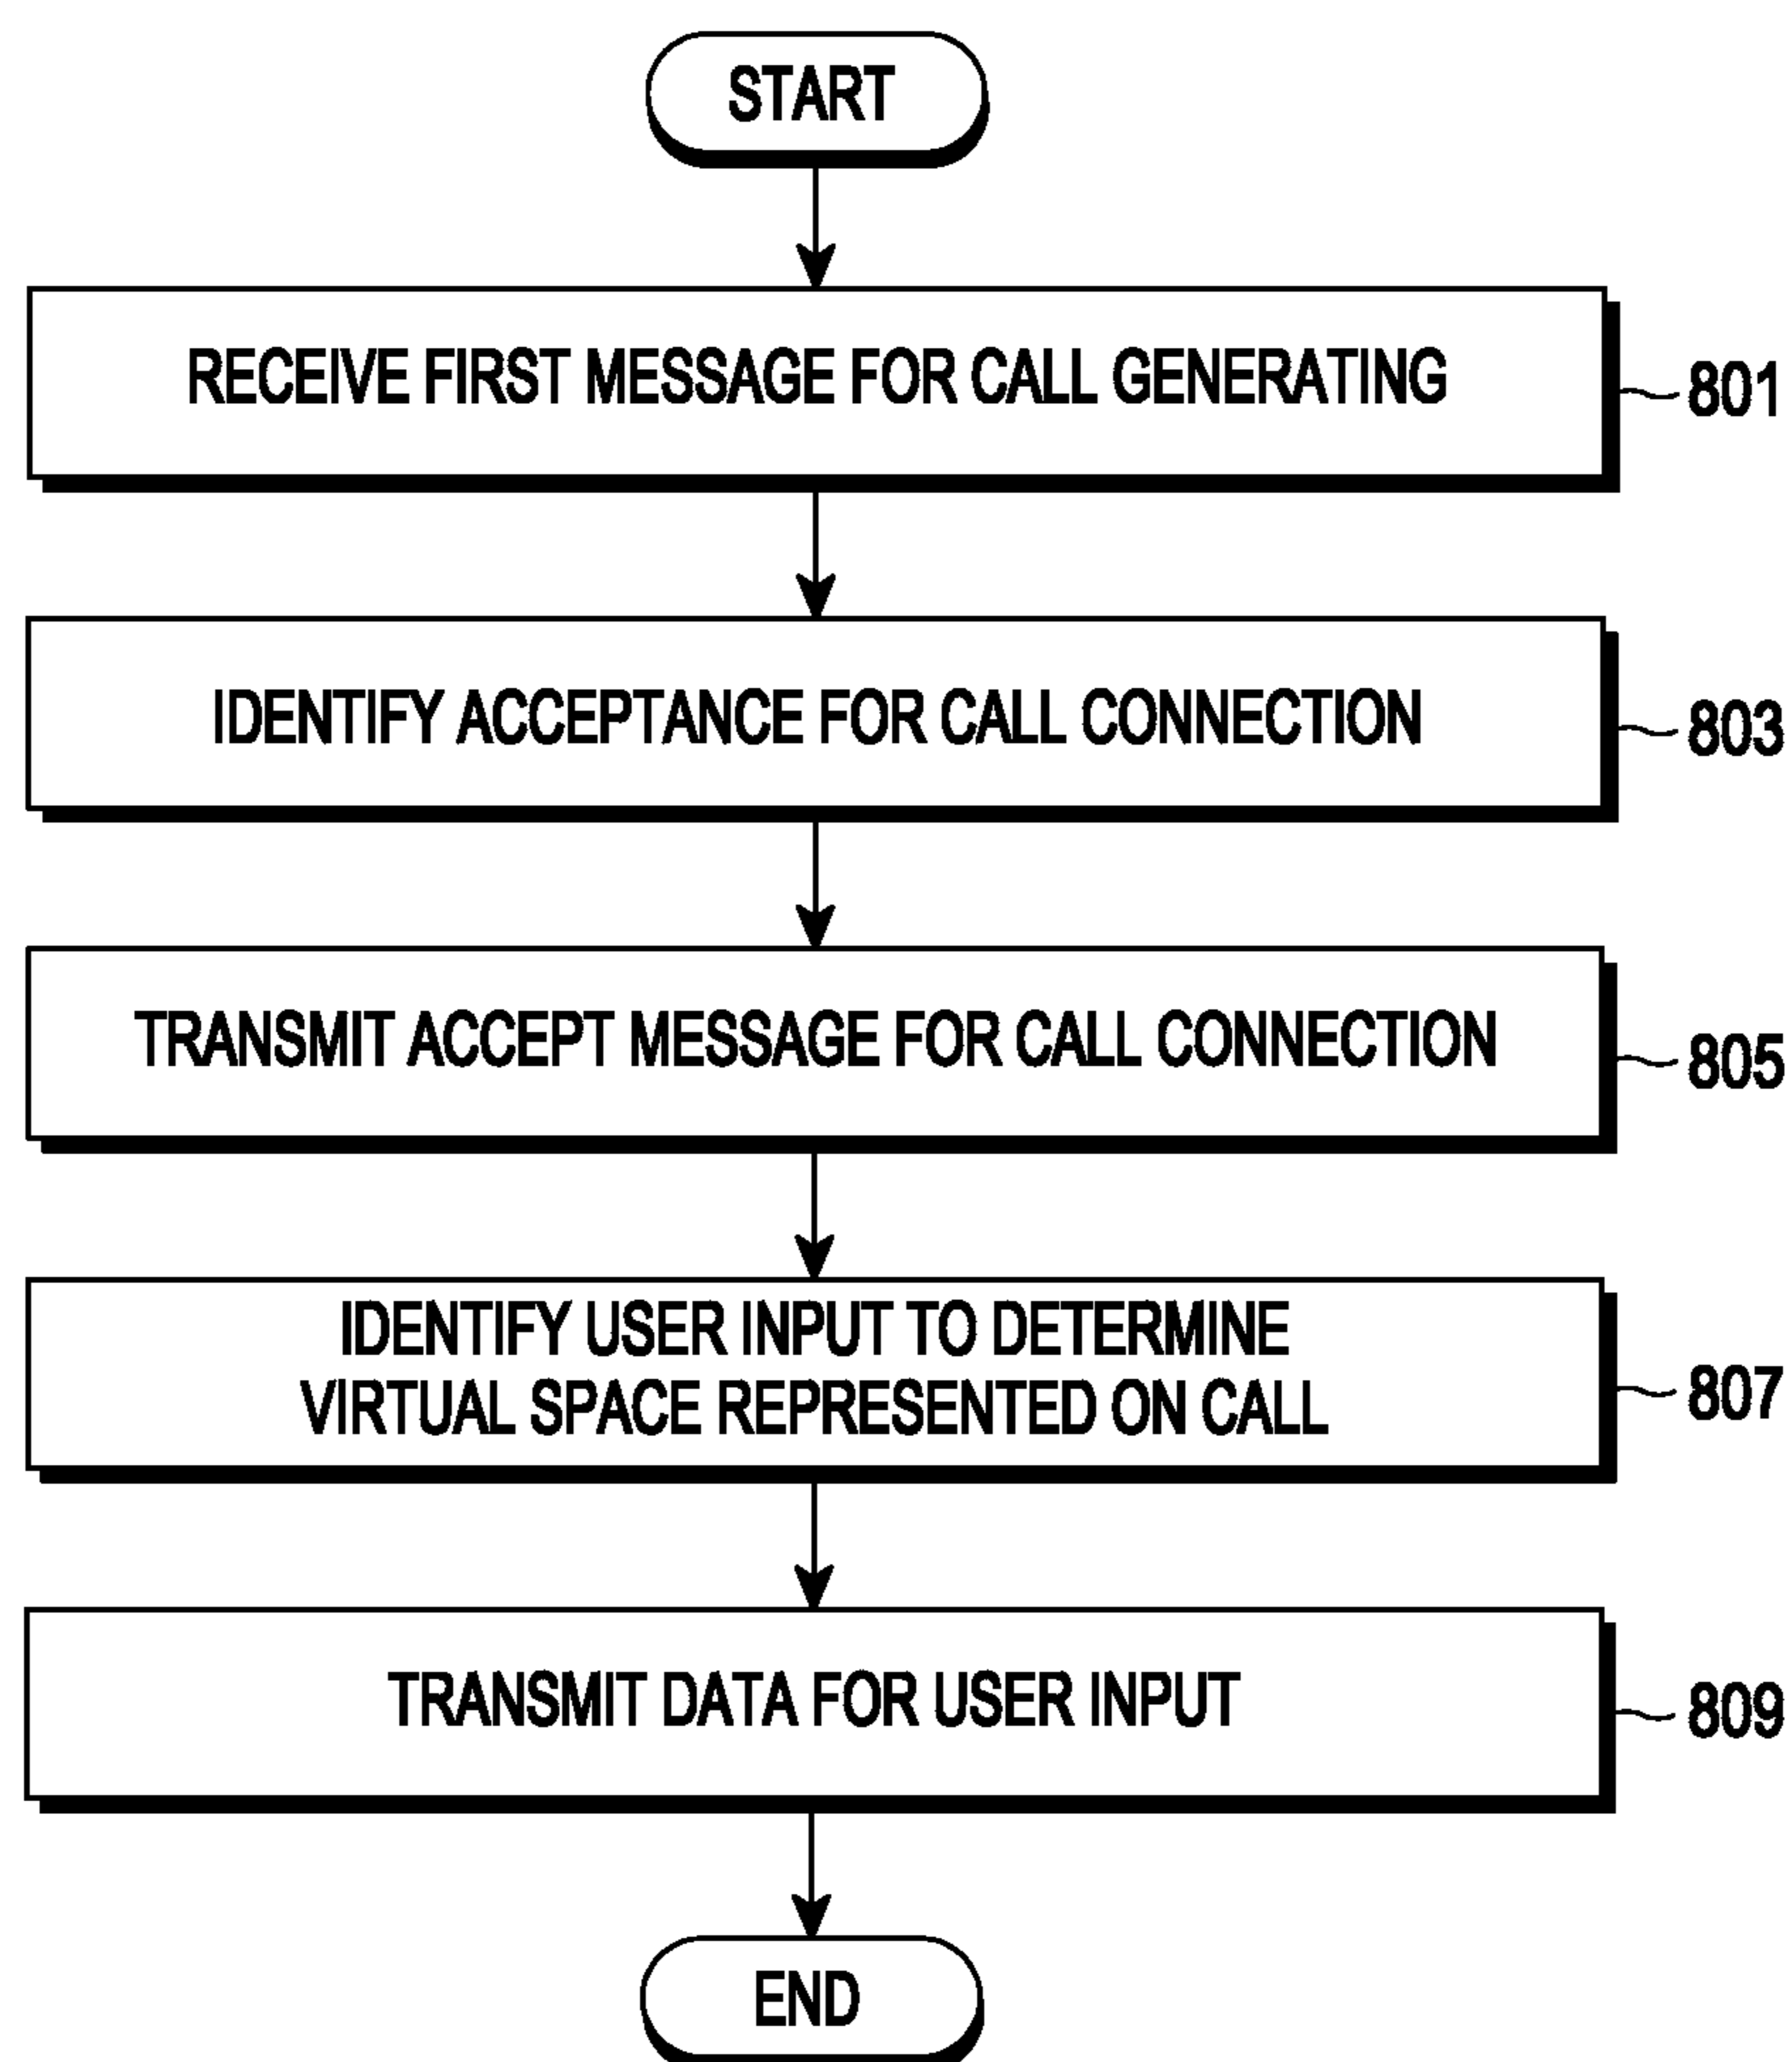 START
RECEIVE FIRST MESSAGE FOR CALL GENERATING
801
IDENTIFY ACCEPTANCE FOR CALL CONNECTION
803
TRANSMIT ACCEPT MESSAGE FOR CALL CONNECTION
805
IDENTIFY USER INPUT TO DETERMINE
VIRTUAL SPACE REPRESENTED ON CALL
807
TRANSMIT DATA FOR USER INPUT
809
END